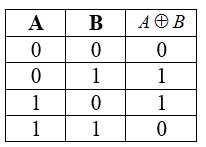 A B A ⊕ B
0 0 0
0 1 1
1 0 1
1 1 0